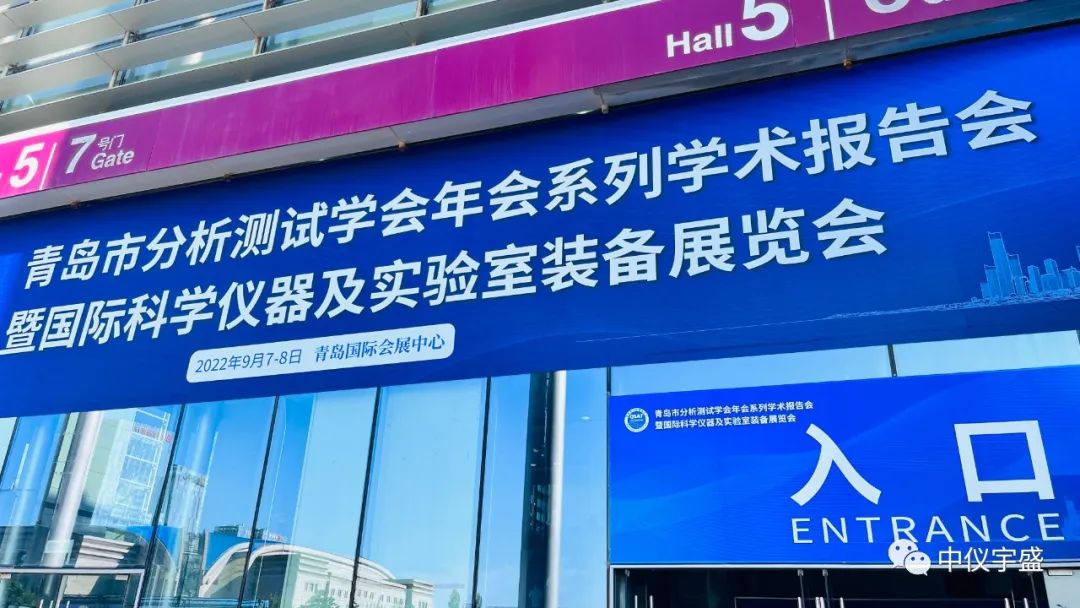 Hall 5
5
7号门
Gate
青岛市分析测试学会年会系列学术报告会
暨国际科学仪器及实验室装备展览会
2022年9月7-8日 青岛国际会展中心
青岛市分析测试学会年会系列学术报告会
暨国际科学仪器及实验室装备展览会
入口
ENTRANCE
中仪宇盛